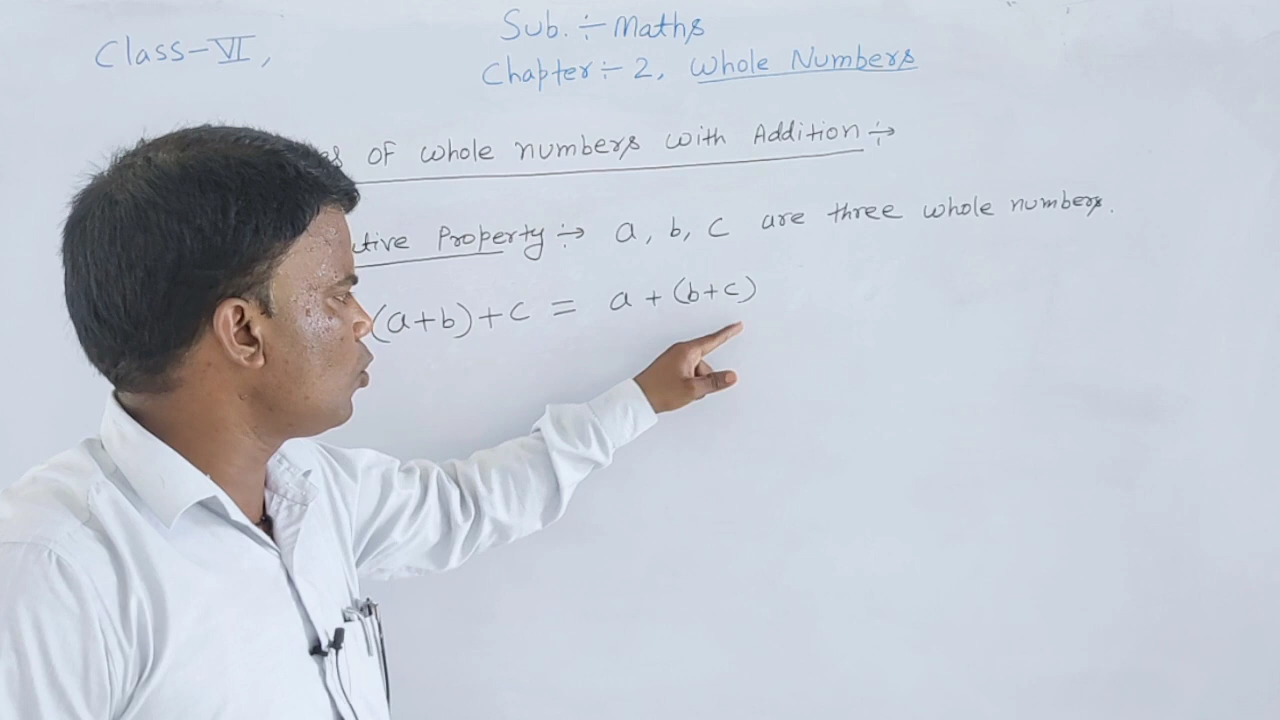 Class-VI,
Sub. ÷ Maths
Chapter ÷ 2, Whole Numbers
of whole numbers with Addition ÷
Property ÷ a, b, c are three whole numbers.
(a+b)+c = a+(b+c)